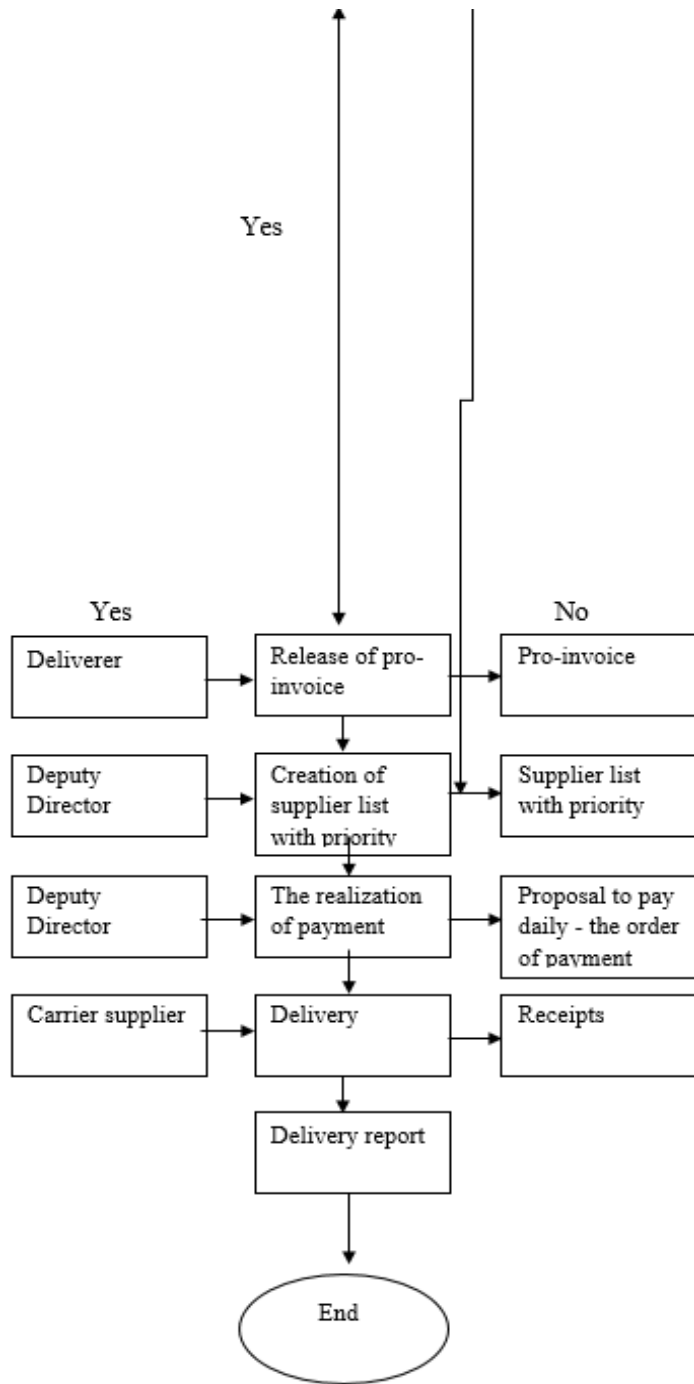 Yes
Yes
No
Deliverer
Release of pro-
invoice
Pro-invoice
Deputy
Director
Creation of
supplier list
with priority
Supplier list
with priority
Deputy
Director
The realization
of payment
Proposal to pay
daily - the order
of payment
Carrier supplier
Delivery
Receipts
Delivery report
End